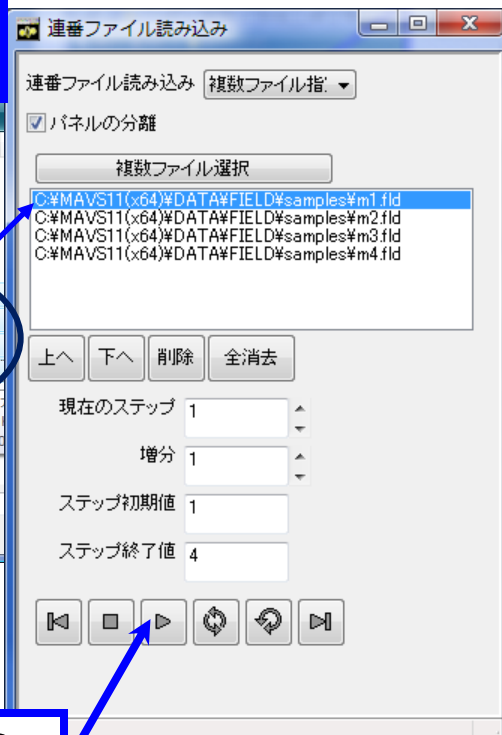 連番ファイル読み込み
連番ファイル読み込み 複数ファイル指
パネルの分離
複数ファイル選択
C:¥MAVS11(x64)¥DATA¥FIELD¥samples¥m1.fld
C:¥MAVS11(x64)¥DATA¥FIELD¥samples¥m2.fld
C:¥MAVS11(x64)¥DATA¥FIELD¥samples¥m3.fld
C:¥MAVS11(x64)¥DATA¥FIELD¥samples¥m4.fld
上へ 下へ 削除 全消去
現在のステップ 1
増分 1
ステップ初期値 1
ステップ終了値 4